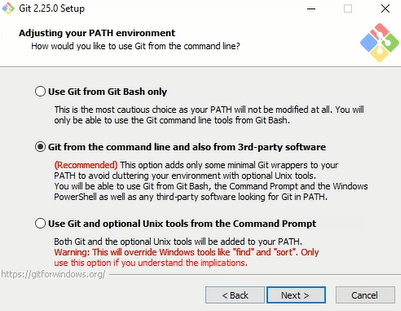 Git 2.25.0 Setup
Adjusting your PATH environment
How would you like to use Git from the command line?
Use Git from Git Bash only
This is the most cautious choice as your PATH will not be modified at all. You will
only be able to use the Git command line tools from Git Bash.
Git from the command line and also from 3rd-party software
(Recommended) This option adds only some minimal Git wrappers to your
PATH to avoid cluttering your environment with optional Unix tools.
You will be able to use Git from Git Bash, the Command Prompt and the Windows
PowerShell as well as any third-party software looking for Git in PATH.
Use Git and optional Unix tools from the Command Prompt
Both Git and the optional Unix tools will be added to your PATH.
Warning: This will override Windows tools like "find" and "sort". Only
use this option if you understand the implications.
https://gitforwindows.org/
< Back
Next >
Cancel